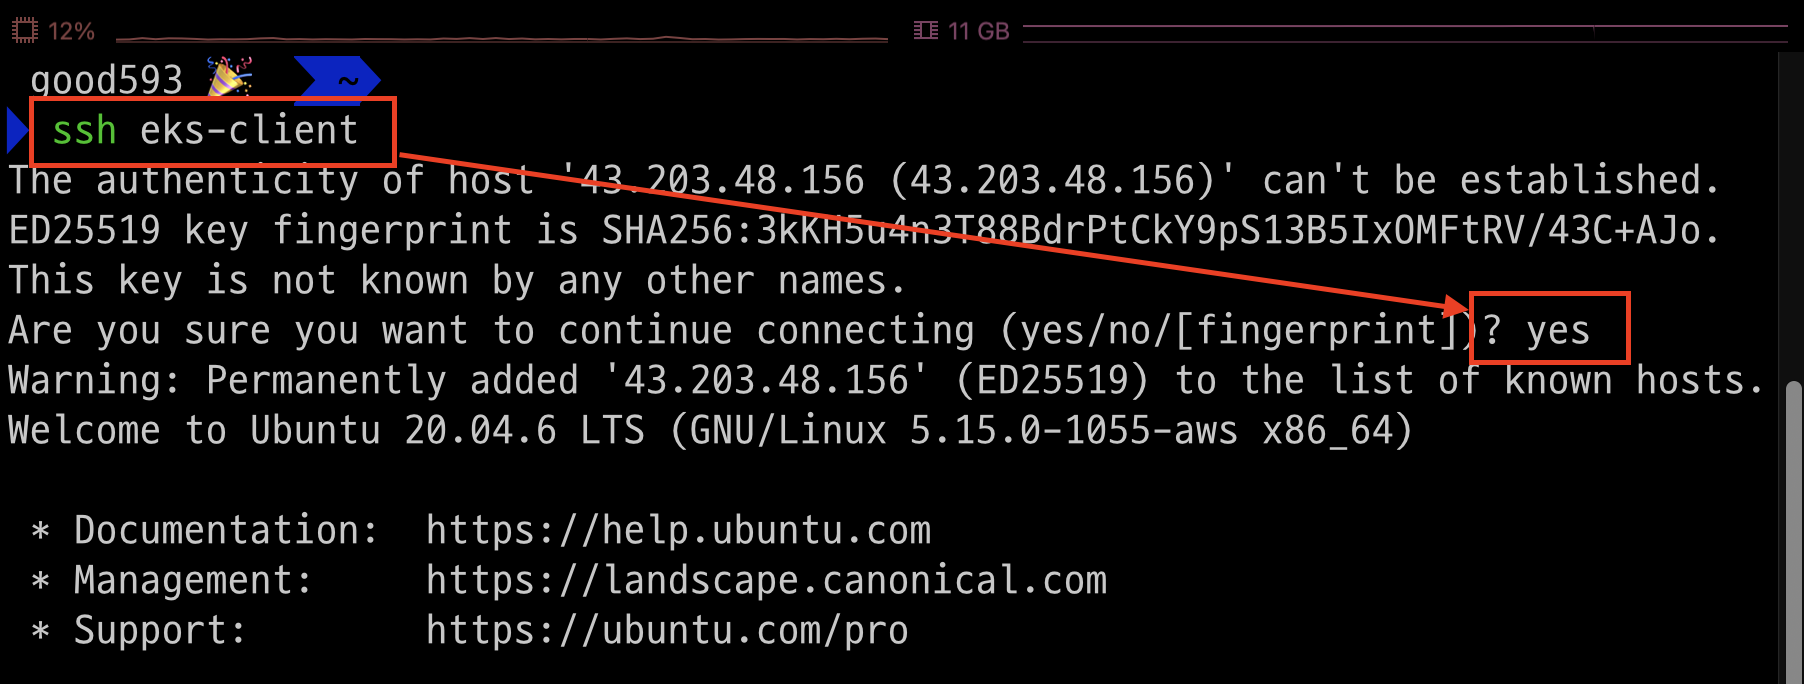 12%
11 GB
good593 🎉 ~
ssh eks-client
The authenticity of host '43.203.48.156 (43.203.48.156)' can't be established.
ED25519 key fingerprint is SHA256:3kKH5u4n3T88BdrPtCkY9pS13B5IxOMFtRV/43C+AJo.
This key is not known by any other names.
Are you sure you want to continue connecting (yes/no/[fingerprint])? yes
Warning: Permanently added '43.203.48.156' (ED25519) to the list of known hosts.
Welcome to Ubuntu 20.04.6 LTS (GNU/Linux 5.15.0-1055-aws x86_64)
* Documentation: https://help.ubuntu.com
* Management: https://landscape.canonical.com
* Support: https://ubuntu.com/pro